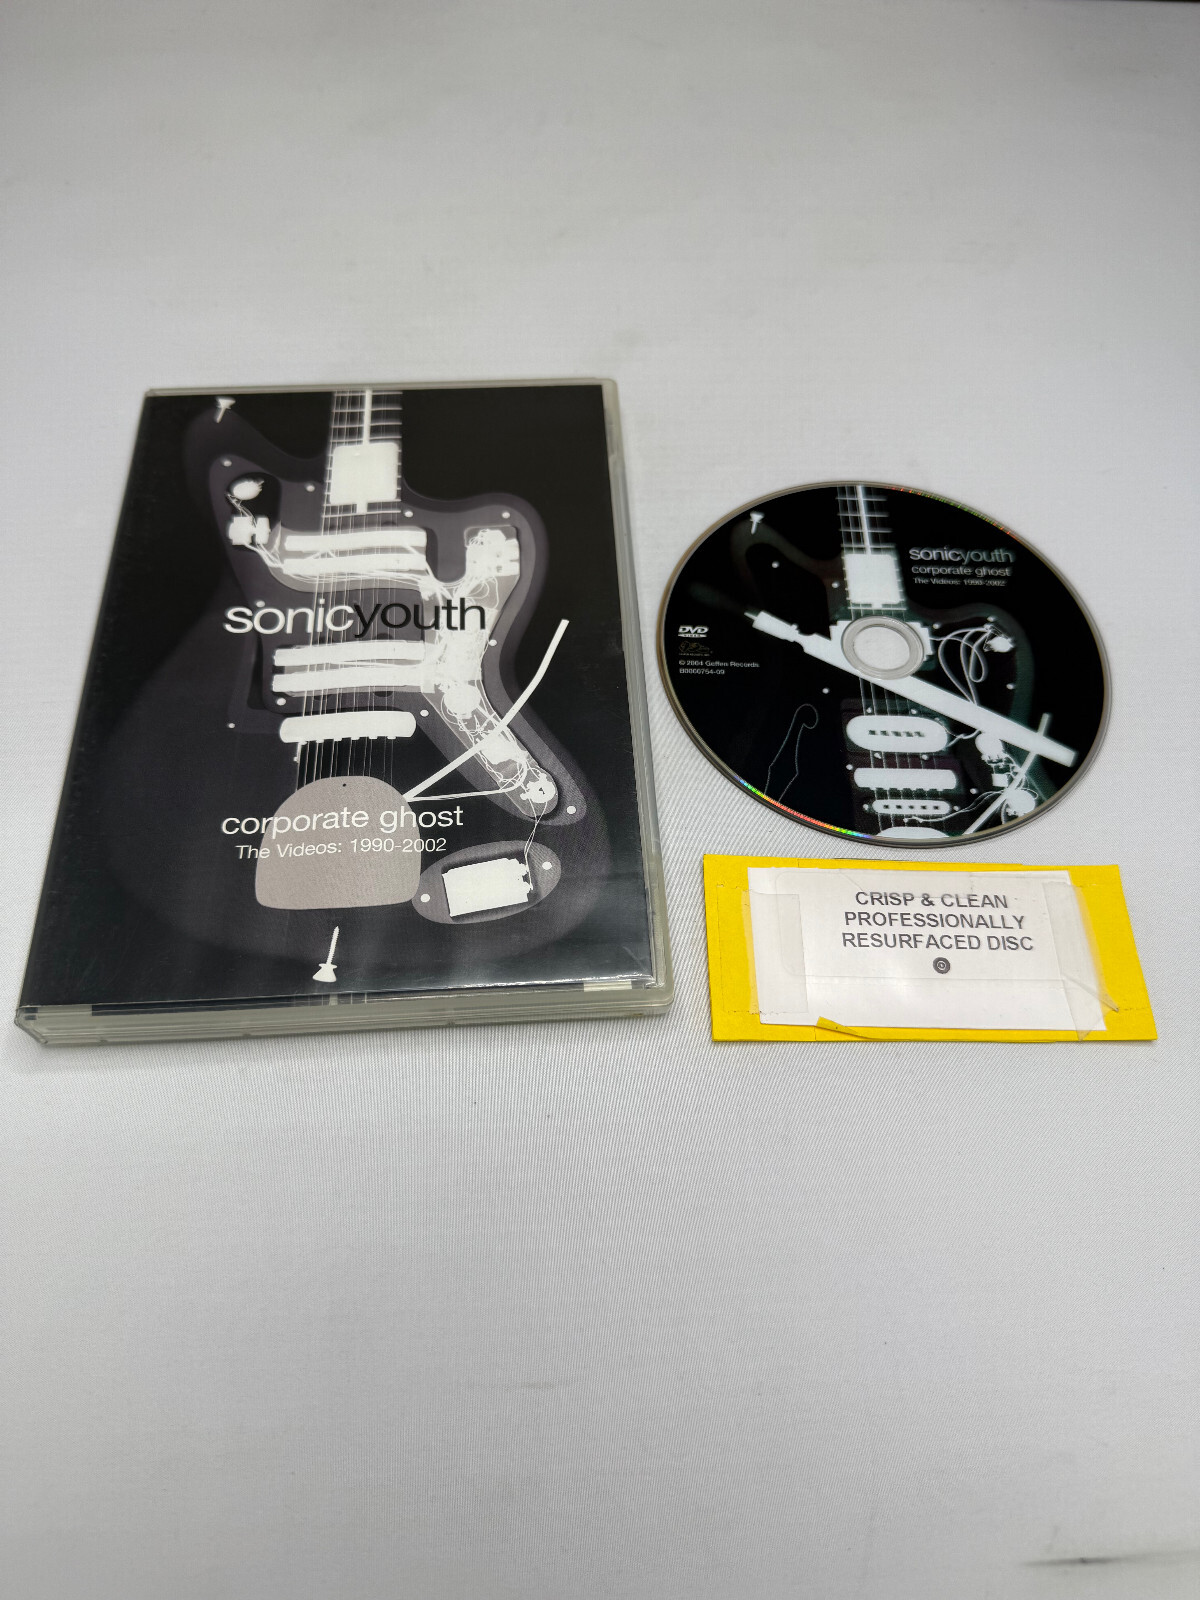 sonicyouth
corporate ghost
The Videos: 1990-2002
sonicyouth
corporate ghost
The Videos: 1990-2002
DVD
VIDEO
© 2004 Geffen Records
B0000754-09
CRISP & CLEAN
PROFESSIONALLY
RESURFACED DISC